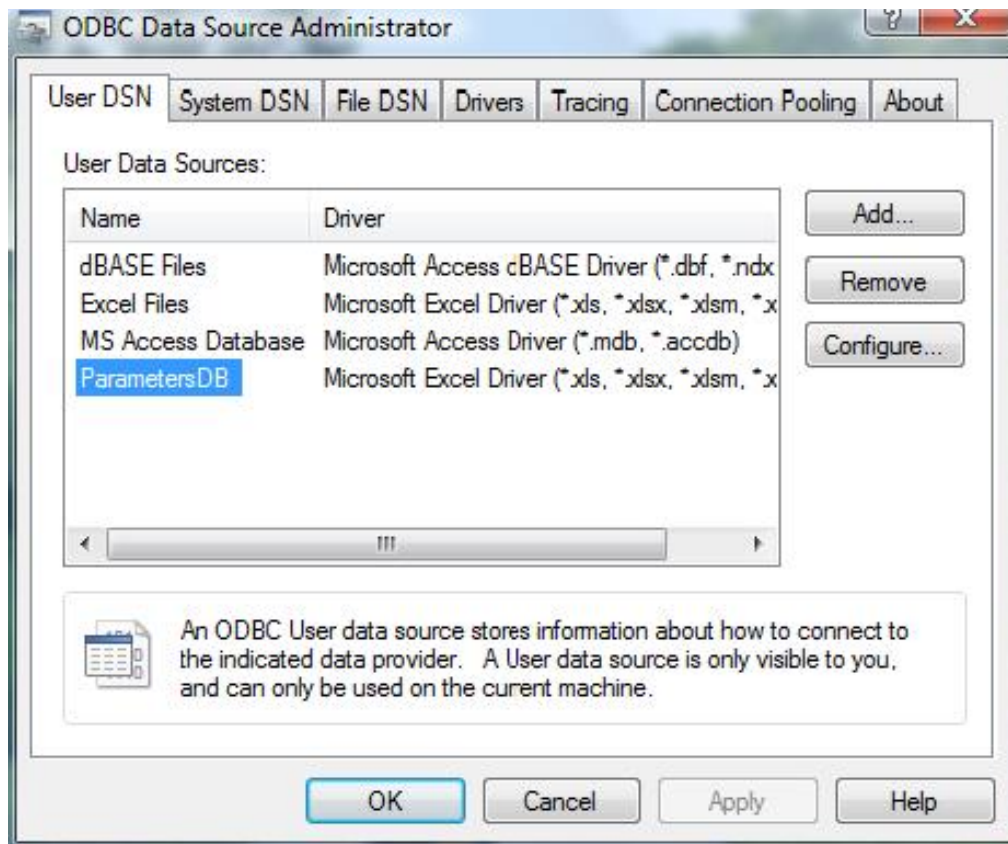 ODBC Data Source Administrator
?
X
User DSN
System DSN
File DSN
Drivers
Tracing
Connection Pooling
About
User Data Sources:
Name Driver
dBASE Files Microsoft Access dBASE Driver (*.dbf, *.ndx
Excel Files Microsoft Excel Driver (*.xls, *.xlsx, *.xlsm, *.x
MS Access Database Microsoft Access Driver (*.mdb, *.accdb)
ParametersDB Microsoft Excel Driver (*.xls, *.xlsx, *.xlsm, *.x
Add...
Remove
Configure...
An ODBC User data source stores information about how to connect to
the indicated data provider. A User data source is only visible to you,
and can only be used on the current machine.
OK
Cancel
Apply
Help